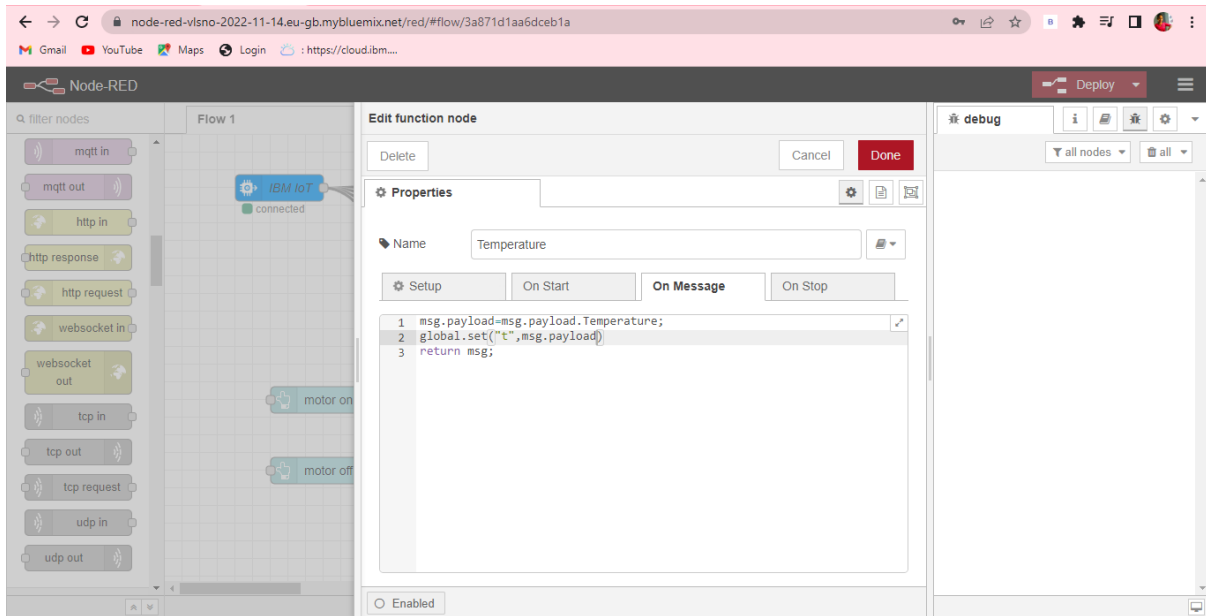 node-red-vlsno-2022-11-14.eu-gb.mybluemix.net/red/#flow/3a871d1aa6dceb1a
Gmail YouTube Maps Login : https://cloud.ibm....
Node-RED Deploy
filter nodes
mqtt in
mqtt out
http in
http response
http request
websocket in
websocket
out
tcp in
tcp out
tcp request
udp in
udp out
Flow 1
IBM IoT
connected
motor on
motor off
Edit function node
Delete Cancel Done
Properties
Name Temperature
Setup On Start On Message On Stop
1 msg.payload=msg.payload.Temperature;
2 global.set("t",msg.payload)
3 return msg;
Enabled
debug i
all nodes all